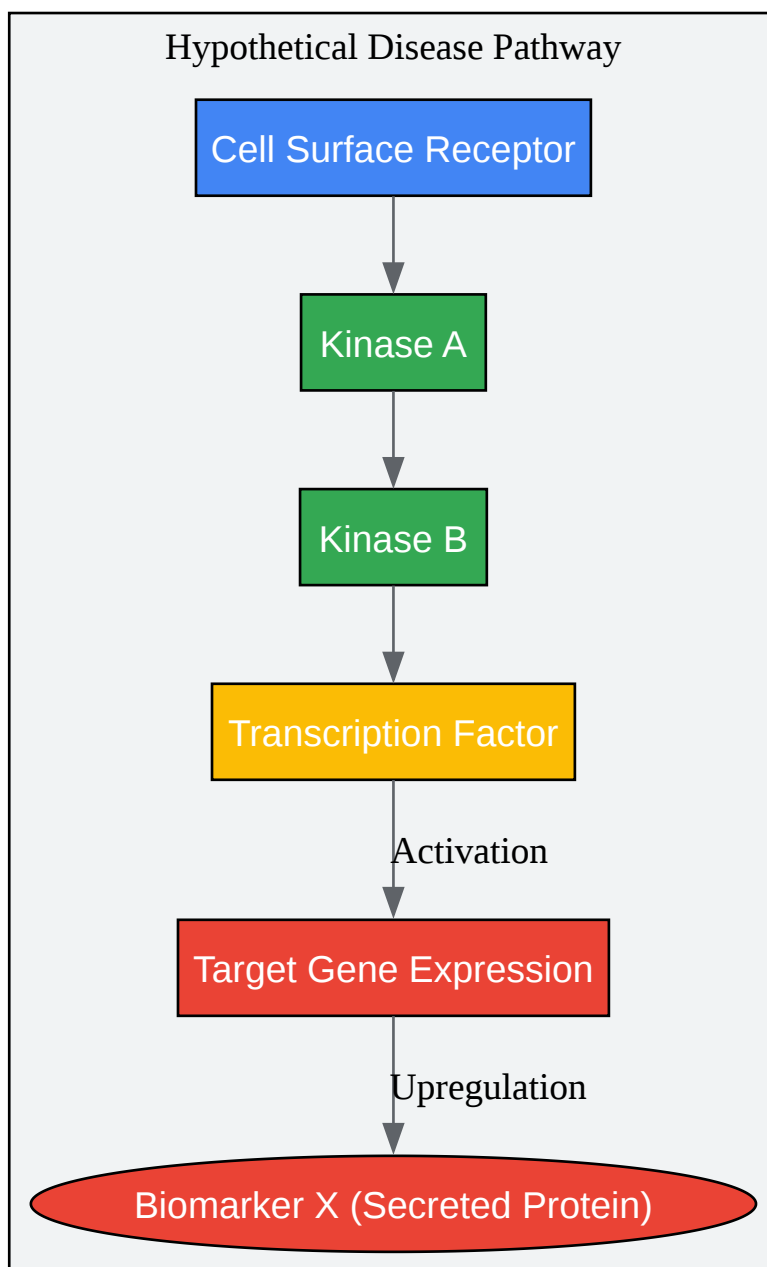 Hypothetical Disease Pathway
Cell Surface Receptor
Kinase A
Kinase B
Transcription Factor
Activation
Target Gene Expression
Upregulation
Biomarker X (Secreted Protein)